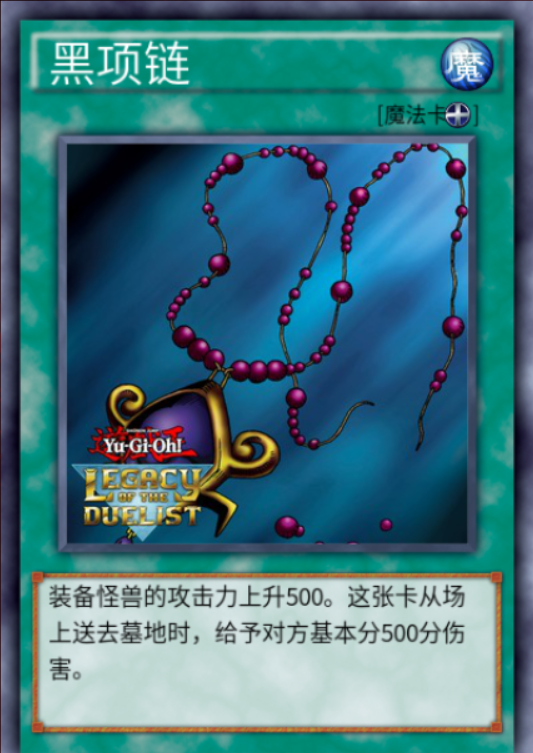 黑项链
魔
[魔法卡]
Yu-Gi-Oh!
LEGACY
OF THE
DUELIST
装备怪兽的攻击力上升500。这张卡从场
上送去墓地时，给予对方基本分500分伤
害。